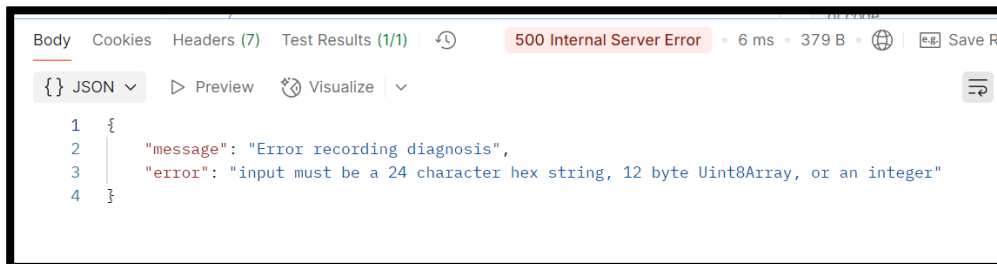 of code
Body Cookies Headers (7) Test Results (1/1) 500 Internal Server Error • 6 ms • 379 B • e.g. Save R
{} JSON Preview Visualize
1 {
2 "message": "Error recording diagnosis",
3 "error": "input must be a 24 character hex string, 12 byte Uint8Array, or an integer"
4 }